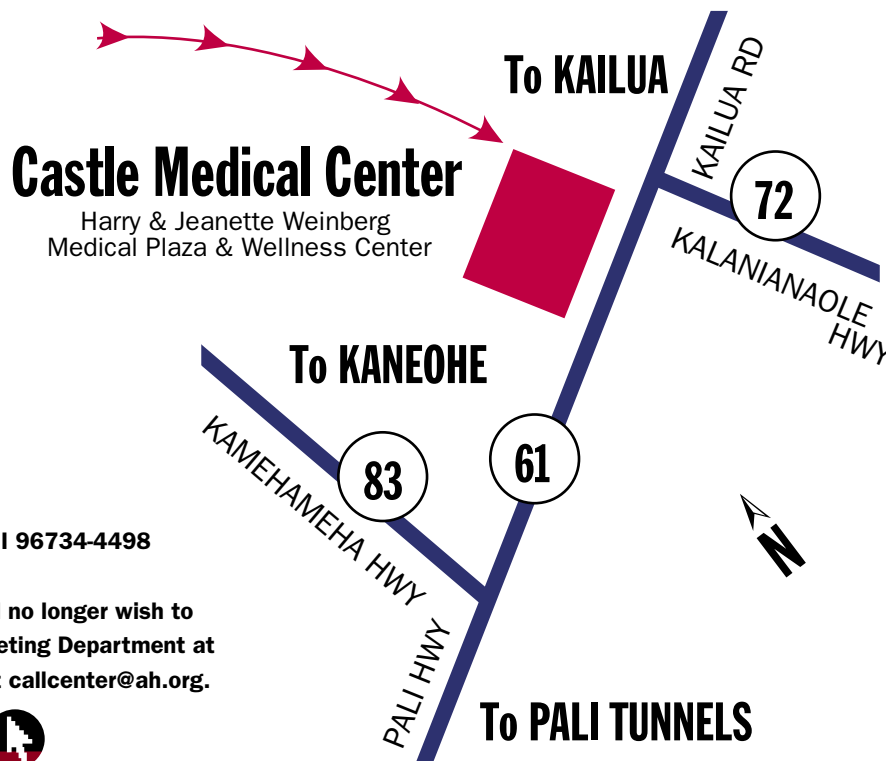 To KAILUA
KAILUA RD
Castle Medical Center
Harry & Jeanette Weinberg
Medical Plaza & Wellness Center
72
KALANIANAOLE
HWY
To KANEOHE
KAMEHAMEHA HWY
83
61
N
96734-4498
no longer wish to
Department at
callcenter@ah.org.
PALI HWY
To PALI TUNNELS